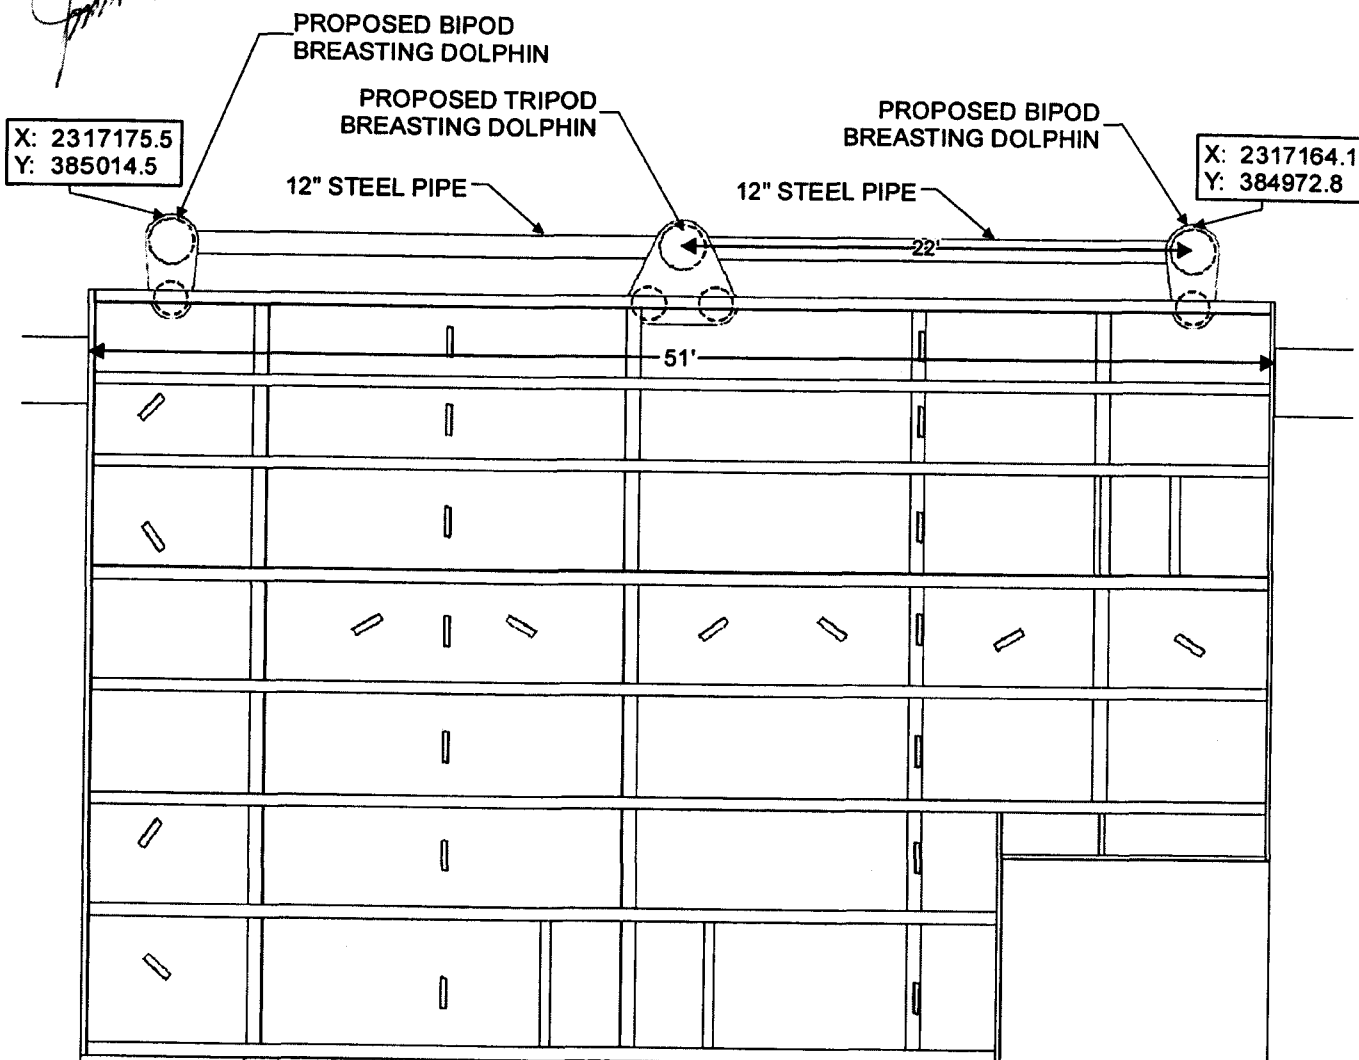 PROPOSED BIPOD
BREASTING DOLPHIN
PROPOSED TRIPOD
BREASTING DOLPHIN
PROPOSED BIPOD
BREASTING DOLPHIN
X: 2317175.5
Y: 385014.5
X: 2317164.1
Y: 384972.8
12" STEEL PIPE
12" STEEL PIPE
22'
51'